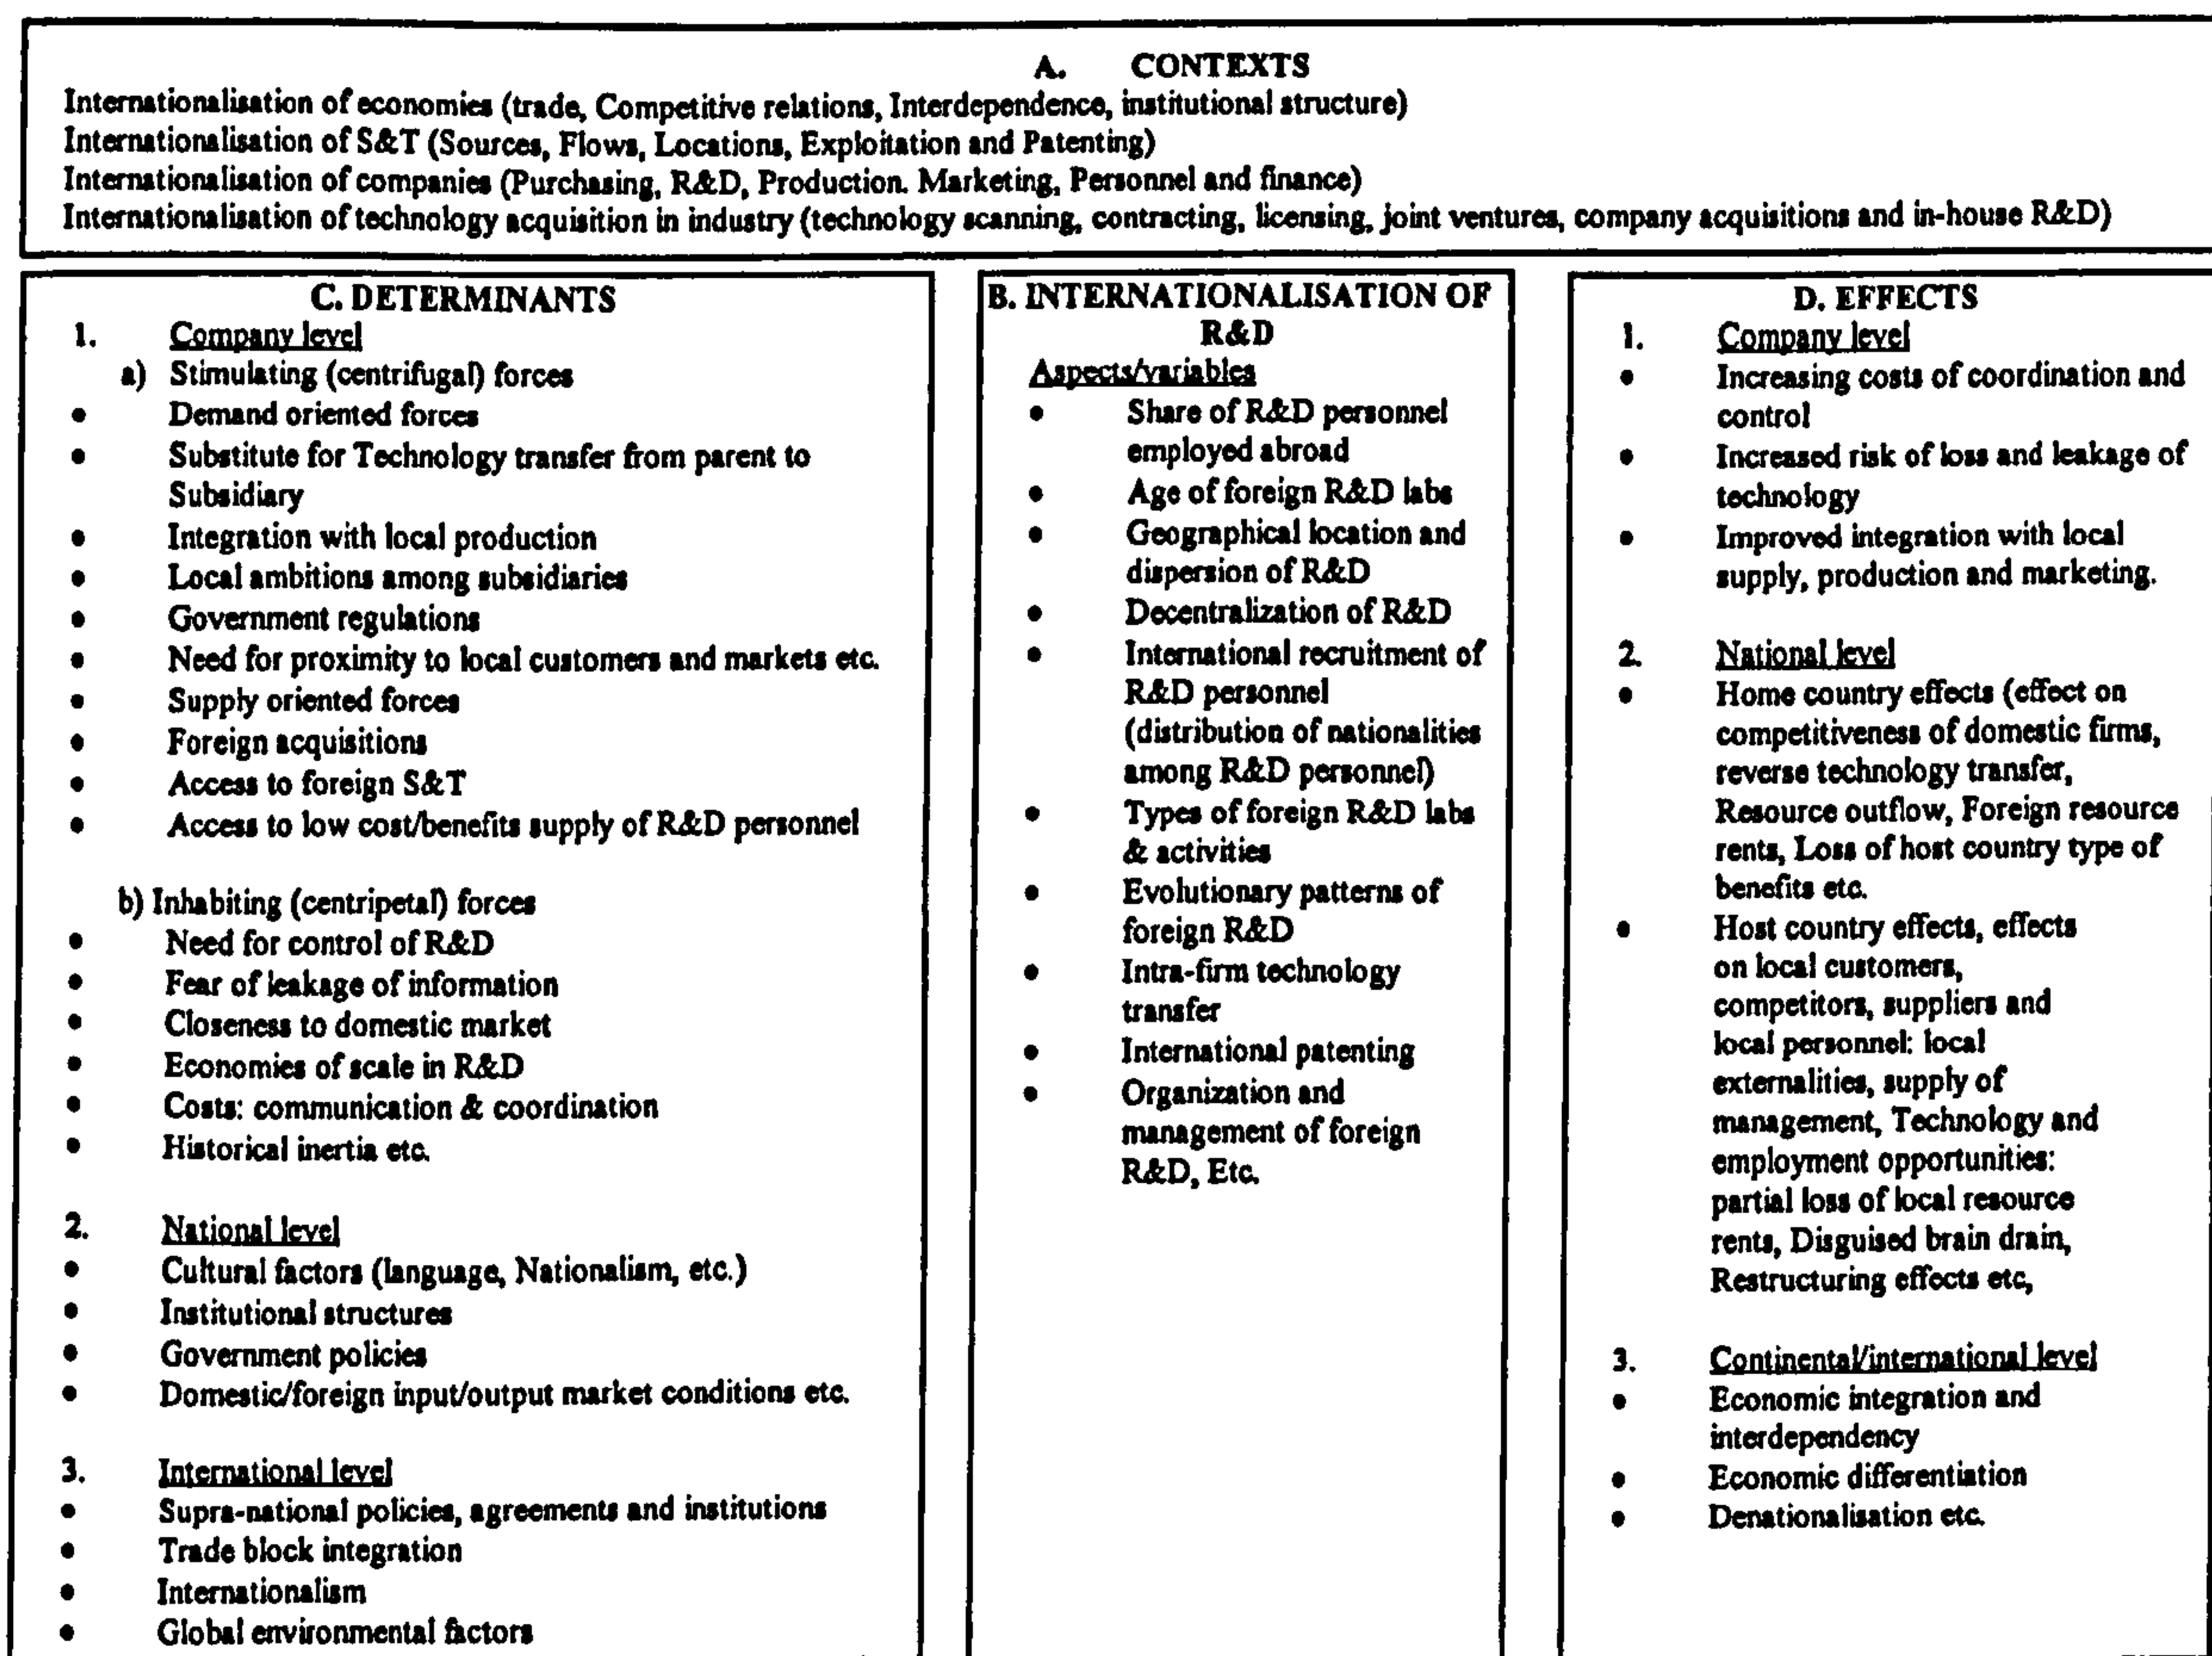 A. CONTEXTS
Internationalisation of economies (trade, Competitive relations, Interdependence, institutional structure)
Internationalisation of S&T (Sources, Flows, Locations, Exploitation and Patenting)
Internationalisation of companies (Purchasing, R&D, Production. Marketing, Personnel and finance)
Internationalisation of technology acquisition in industry (technology scanning, contracting, licensing, joint ventures, company acquisitions and in-house R&D)
C. DETERMINANTS
1. Company level
a) Stimulating (centrifugal) forces
• Demand oriented forces
• Substitute for Technology transfer from parent to
Subsidiary
• Integration with local production
• Local ambitions among subsidiaries
• Government regulations
• Need for proximity to local customers and markets etc.
• Supply oriented forces
• Foreign acquisitions
• Access to foreign S&T
• Access to low cost/benefits supply of R&D personnel
b) Inhabiting (centripetal) forces
• Need for control of R&D
• Fear of leakage of information
• Closeness to domestic market
• Economies of scale in R&D
• Costs: communication & coordination
• Historical inertia etc.
2. National level
• Cultural factors (language, Nationalism, etc.)
• Institutional structures
• Government policies
• Domestic/foreign input/output market conditions etc.
3. International level
• Supra-national policies, agreements and institutions
• Trade block integration
• Internationalism
• Global environmental factors
B. INTERNATIONALISATION OF
R&D
Aspects/variables
• Share of R&D personnel
employed abroad
• Age of foreign R&D labs
• Geographical location and
dispersion of R&D
• Decentralization of R&D
• International recruitment of
R&D personnel
(distribution of nationalities
among R&D personnel)
• Types of foreign R&D labs
& activities
• Evolutionary patterns of
foreign R&D
• Intra-firm technology
transfer
• International patenting
• Organization and
management of foreign
R&D, Etc.
D. EFFECTS
1. Company level
• Increasing costs of coordination and
control
• Increased risk of loss and leakage of
technology
• Improved integration with local
supply, production and marketing.
2. National level
• Home country effects (effect on
competitiveness of domestic firms,
reverse technology transfer,
Resource outflow, Foreign resource
rents, Loss of host country type of
benefits etc.
• Host country effects, effects
on local customers,
competitors, suppliers and
local personnel: local
externalities, supply of
management, Technology and
employment opportunities:
partial loss of local resource
rents, Disguised brain drain,
Restructuring effects etc,
3. Continental/international level
• Economic integration and
interdependency
• Economic differentiation
• Denationalisation etc.